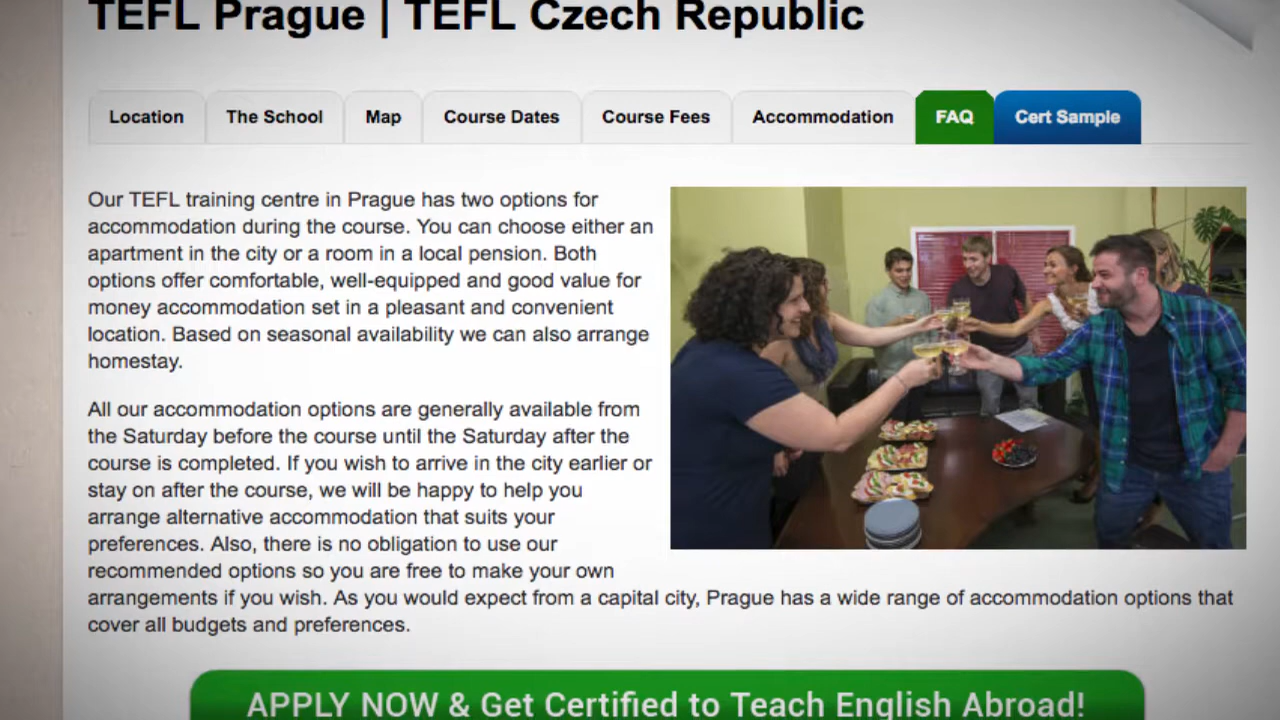 TEFL Prague | TEFL Czech Republic
Location
The School
Map
Course Dates
Course Fees
Accommodation
FAQ
Cert Sample
Our TEFL training centre in Prague has two options for
accommodation during the course. You can choose either an
apartment in the city or a room in a local pension. Both
options offer comfortable, well-equipped and good value for
money accommodation set in a pleasant and convenient
location. Based on seasonal availability we can also arrange
homestay.
All our accommodation options are generally available from
the Saturday before the course until the Saturday after the
course is completed. If you wish to arrive in the city earlier or
stay on after the course, we will be happy to help you
arrange alternative accommodation that suits your
preferences. Also, there is no obligation to use our
recommended options so you are free to make your own
arrangements if you wish. As you would expect from a capital city, Prague has a wide range of accommodation options that
cover all budgets and preferences.
APPLY NOW & Get Certified to Teach English Abroad!